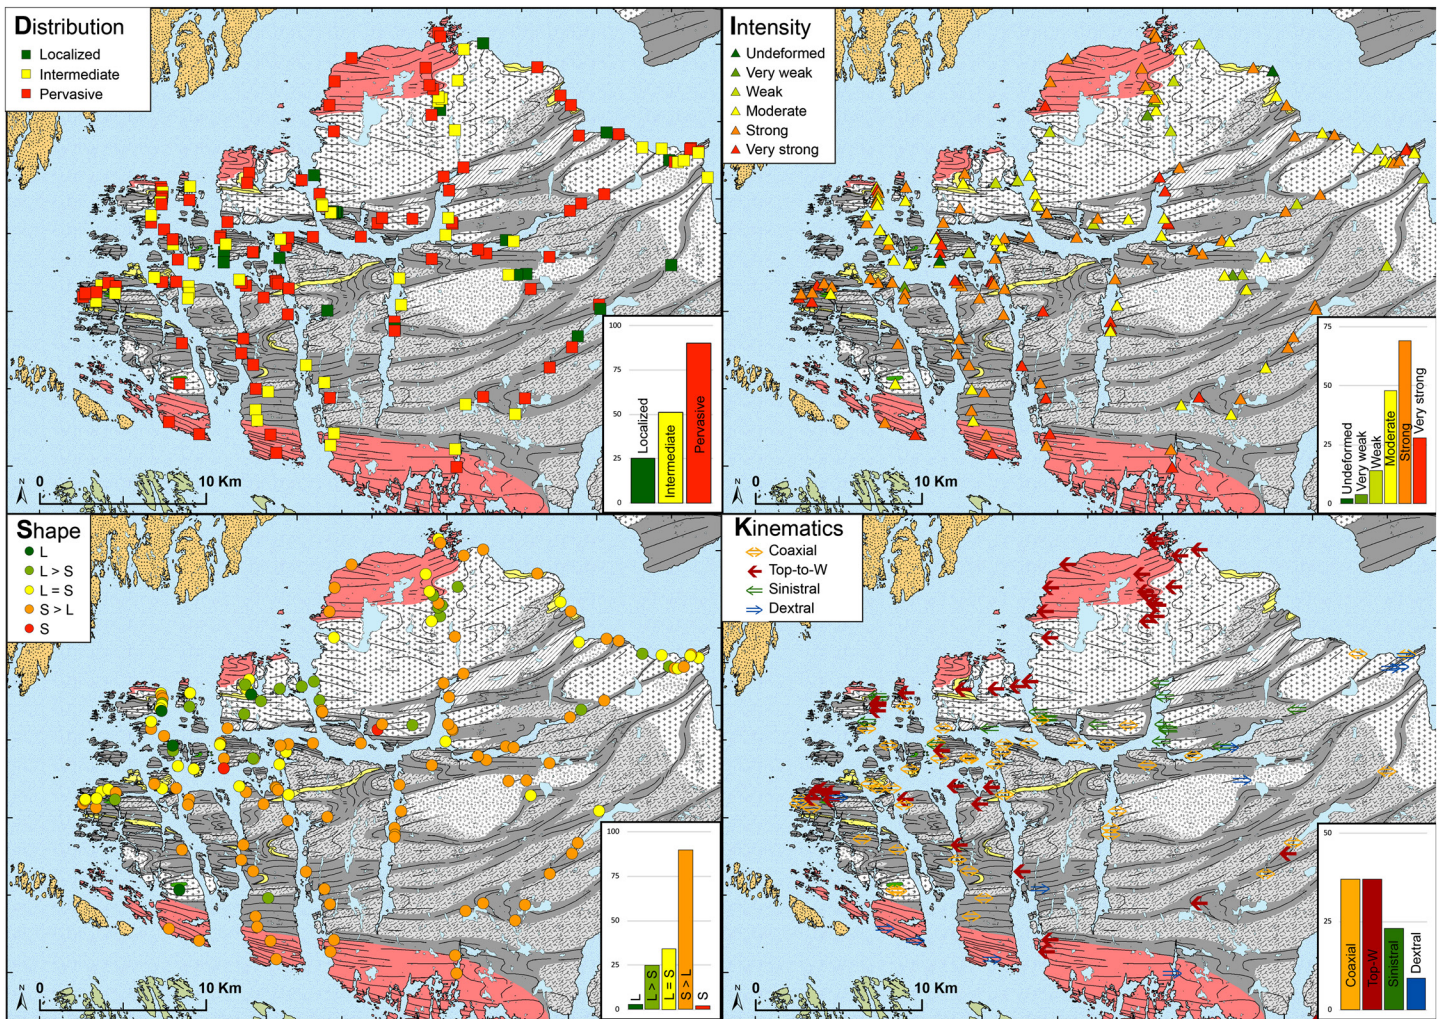 Distribution
Localized
Intermediate
Pervasive
N
0
10 Km
100
75
50
25
0
Localized
Intermediate
Pervasive
Intensity
Undeformed
Very weak
Weak
Moderate
Strong
Very strong
N
0
10 Km
75
50
25
0
Undeformed
Very weak
Weak
Moderate
Strong
Very strong
Shape
L
L > S
L = S
S > L
S
N
0
10 Km
100
75
50
25
0
L
L > S
L = S
S > L
S
Kinematics
Coaxial
Top-to-W
Sinistral
Dextral
N
0
10 Km
50
25
0
Coaxial
Top-W
Sinistral
Dextral